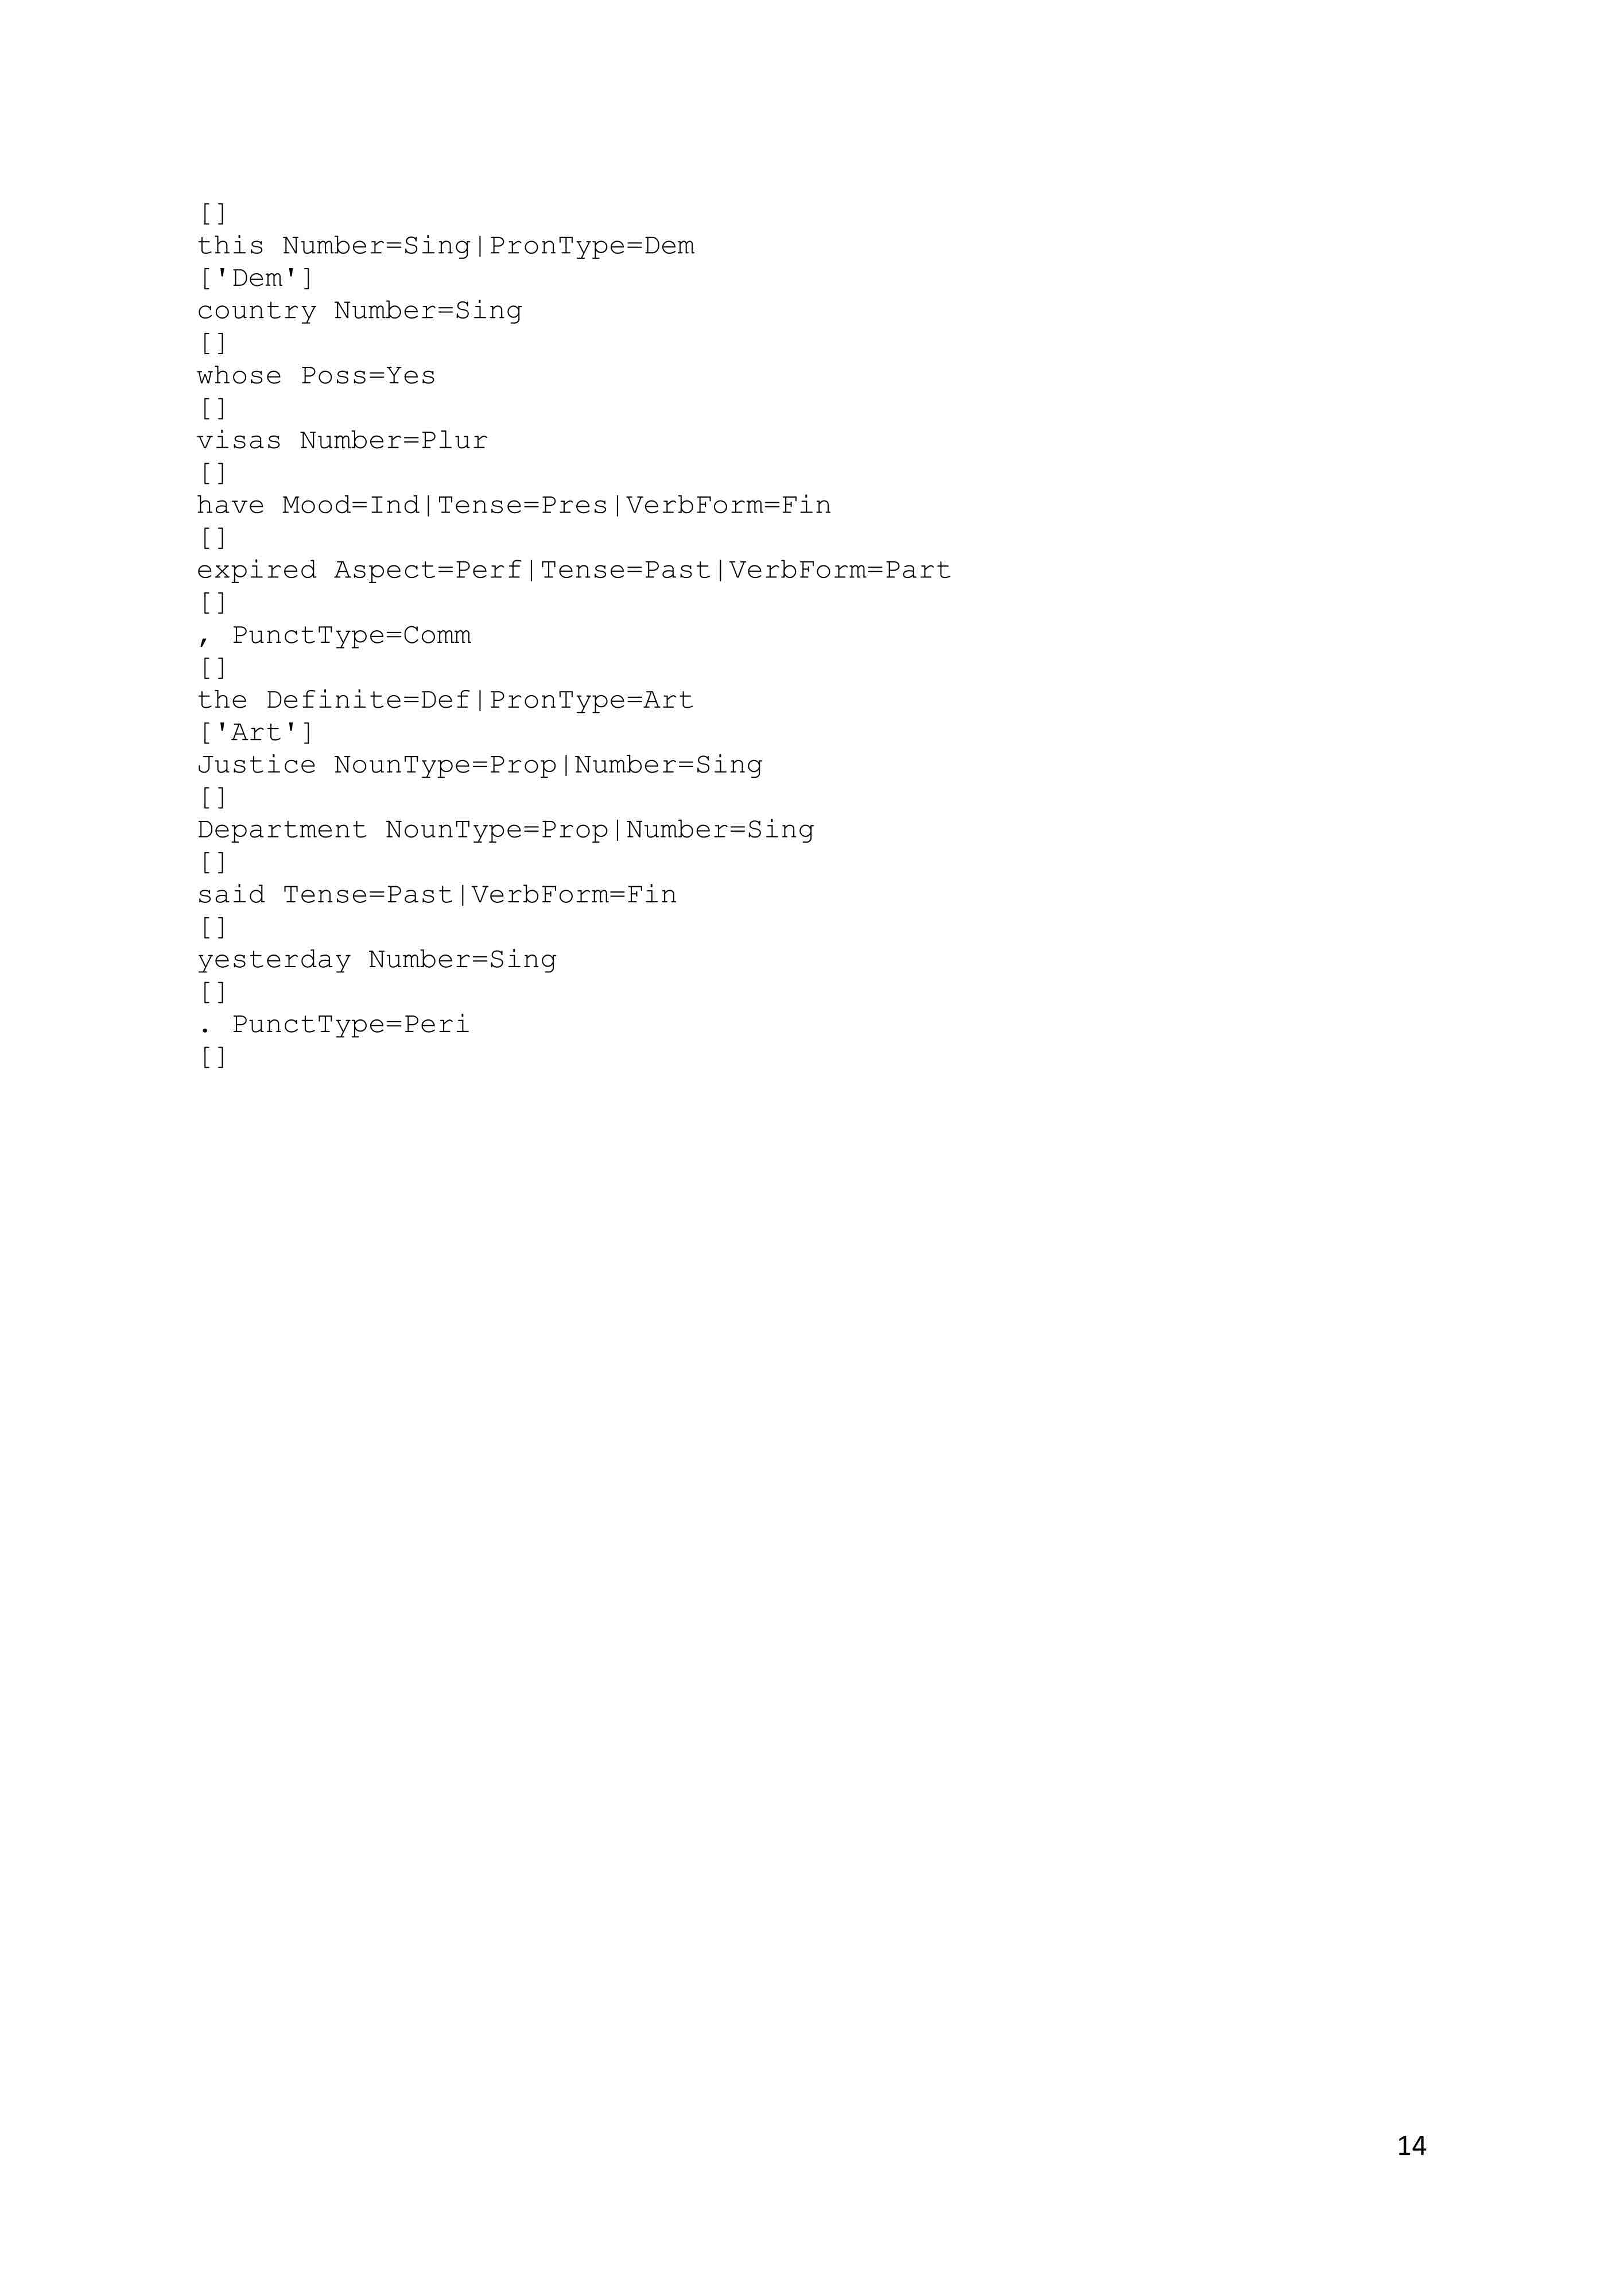 []
this Number=Sing|PronType=Dem
['Dem']
country Number=Sing
[]
whose Poss=Yes
[]
visas Number=Plur
[]
have Mood=Ind|Tense=Pres|VerbForm=Fin
[]
expired Aspect=Perf|Tense=Past|VerbForm=Part
[]
, PunctType=Comm
[]
the Definite=Def|PronType=Art
['Art']
Justice NounType=Prop|Number=Sing
[]
Department NounType=Prop|Number=Sing
[]
said Tense=Past|VerbForm=Fin
[]
yesterday Number=Sing
[]
. PunctType=Peri
[]
14